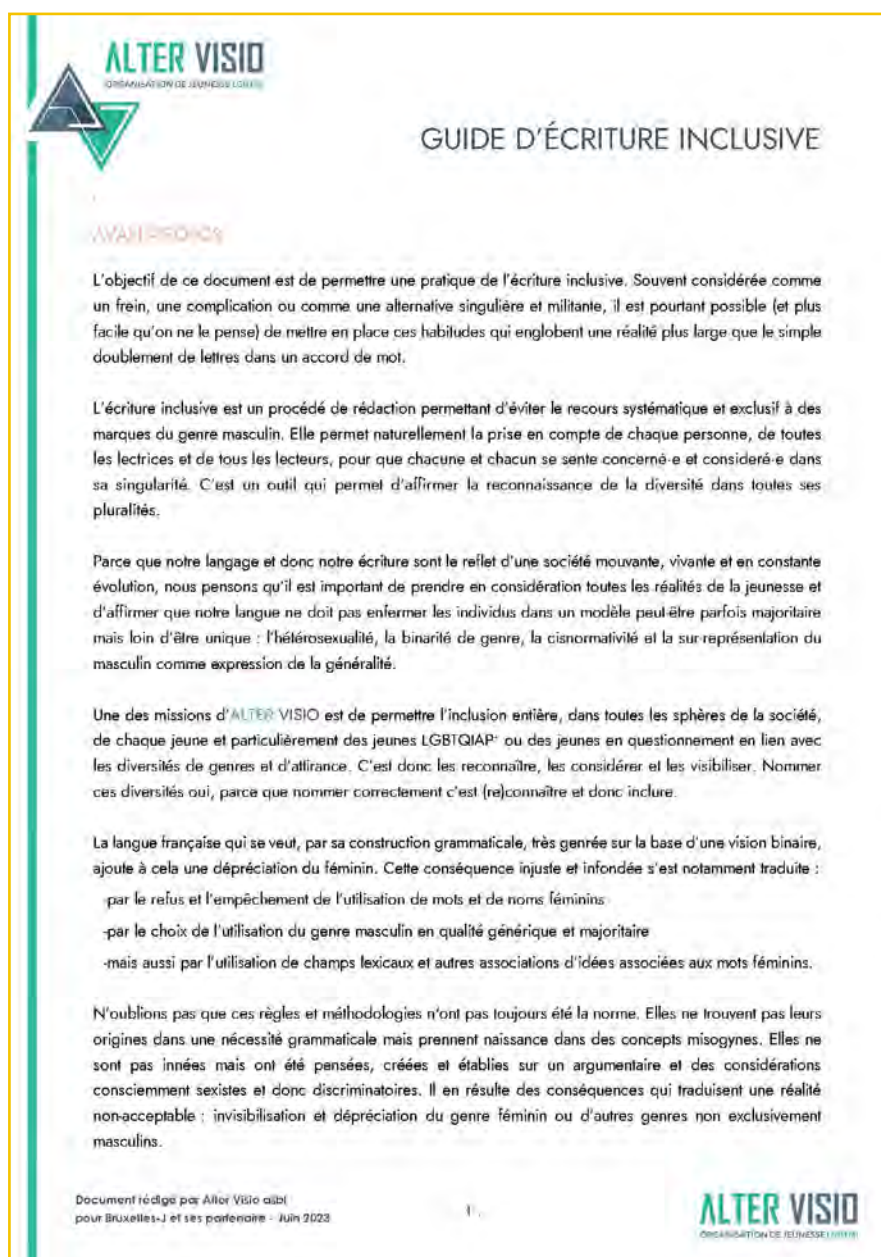 ALTER VISIO
ORGANISATION DE JEUNESSE LGBTQI
GUIDE D'ÉCRITURE INCLUSIVE
AVANT-PROPOS
L'objectif de ce document est de permettre une pratique de l'écriture inclusive. Souvent considérée comme
un frein, une complication ou comme une alternative singulière et militante, il est pourtant possible (et plus
facile qu'on ne le pense) de mettre en place ces habitudes qui englobent une réalité plus large que le simple
doublement de lettres dans un accord de mot.
L'écriture inclusive est un procédé de rédaction permettant d'éviter le recours systématique et exclusif à des
marques du genre masculin. Elle permet naturellement la prise en compte de chaque personne, de toutes
les lectrices et de tous les lecteurs, pour que chacune et chacun se sente concerné·e et consideré·e dans
sa singularité. C'est un outil qui permet d'affirmer la reconnaissance de la diversité dans toutes ses
pluralités.
Parce que notre langage et donc notre écriture sont le reflet d'une société mouvante, vivante et en constante
évolution, nous pensons qu'il est important de prendre en considération toutes les réalités de la jeunesse et
d'affirmer que notre langue ne doit pas enfermer les individus dans un modèle peut-être parfois majoritaire
mais loin d'être unique : l'hétérosexualité, la binarité de genre, la cisnormativité et la sur-représentation du
masculin comme expression de la généralité.
Une des missions d'ALTER VISIO est de permettre l'inclusion entière, dans toutes les sphères de la société,
de chaque jeune et particulièrement des jeunes LGBTQIAP⁺ ou des jeunes en questionnement en lien avec
les diversités de genres et d'attirance. C'est donc les reconnaître, les considérer et les visibiliser. Nommer
ces diversités oui, parce que nommer correctement c'est (re)connaître et donc inclure.
La langue française qui se veut, par sa construction grammaticale, très genrée sur la base d'une vision binaire,
ajoute à cela une dépréciation du féminin. Cette conséquence injuste et infondée s'est notamment traduite :
-par le refus et l'empêchement de l'utilisation de mots et de noms féminins
-par le choix de l'utilisation du genre masculin en qualité générique et majoritaire
-mais aussi par l'utilisation de champs lexicaux et autres associations d'idées associées aux mots féminins.
N'oublions pas que ces règles et méthodologies n'ont pas toujours été la norme. Elles ne trouvent pas leurs
origines dans une nécessité grammaticale mais prennent naissance dans des concepts misogynes. Elles ne
sont pas innées mais ont été pensées, créées et établies sur un argumentaire et des considérations
consciemment sexistes et donc discriminatoires. Il en résulte des conséquences qui traduisent une réalité
non-acceptable : invisibilisation et dépréciation du genre féminin ou d'autres genres non exclusivement
masculins.
Document rédigé par Alter Visio asbl
pour Bruxelles-J et ses partenaire - Juin 2023
1
ALTER VISIO
ORGANISATION DE JEUNESSE